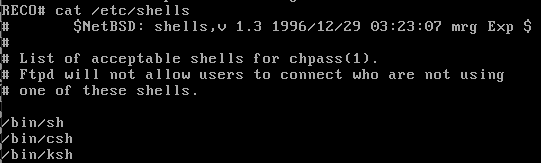 RECO# cat /etc/shells
#       $NetBSD: shells,v 1.3 1996/12/29 03:23:07 mrg Exp $
#
# List of acceptable shells for chpass(1).
# Ftpd will not allow users to connect who are not using
# one of these shells.

/bin/sh
/bin/csh
/bin/ksh